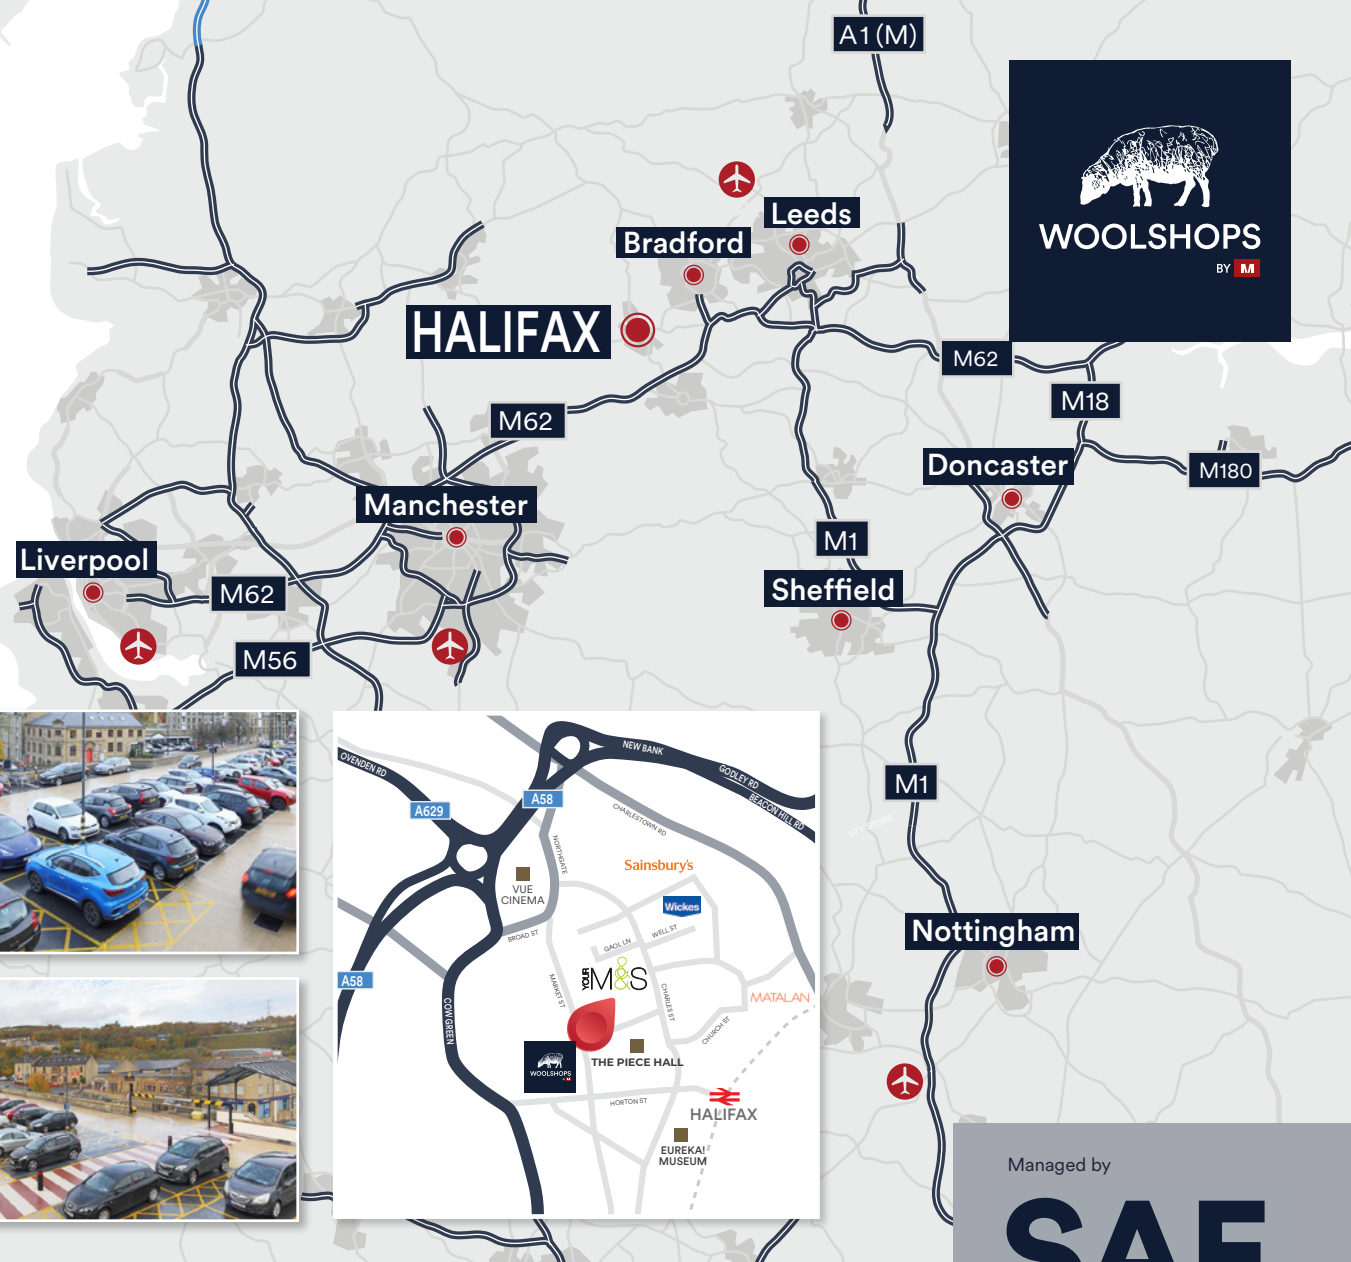 A1(M)
WOOLSHOPS
BY M
Leeds
Bradford
HALIFAX
M62
M62
M18
M180
Doncaster
Manchester
M1
Liverpool
M62
Sheffield
M56
M1
UTY STORE
Nottingham
OVENDEN RD
A629
A58
NEW BANK
GODLEY RD
BEACON HILL RD
CHARLESTOWN RD
NORTHGATE
Sainsbury's
VUE
CINEMA
Wickes
BROAD ST
GAOL LN
WELL ST
A58
YOUR M&S
MARKET ST
CHARLES ST
MATALAN
COW GREEN
CHURCH ST
THE PIECE HALL
WOOLSHOPS
HORTON ST
HALIFAX
EUREKA!
MUSEUM
Managed by
SAF